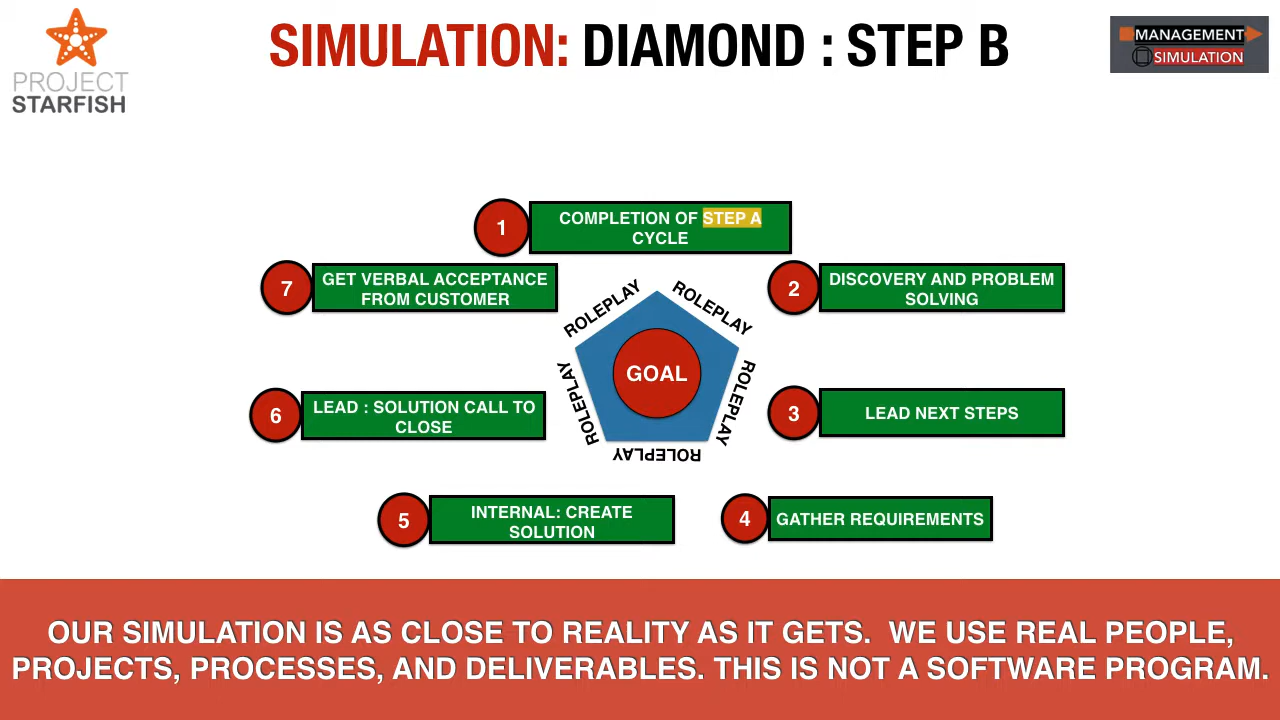 PROJECT
STARFISH
SIMULATION: DIAMOND : STEP B
MANAGEMENT
SIMULATION
1
COMPLETION OF STEP A
CYCLE
7
GET VERBAL ACCEPTANCE
FROM CUSTOMER
2
DISCOVERY AND PROBLEM
SOLVING
ROLEPLAY
ROLEPLAY
ROLEPLAY
ROLEPLAY
ROLEPLAY
GOAL
6
LEAD : SOLUTION CALL TO
CLOSE
3
LEAD NEXT STEPS
5
INTERNAL: CREATE
SOLUTION
4
GATHER REQUIREMENTS
OUR SIMULATION IS AS CLOSE TO REALITY AS IT GETS.  WE USE REAL PEOPLE,
PROJECTS, PROCESSES, AND DELIVERABLES. THIS IS NOT A SOFTWARE PROGRAM.